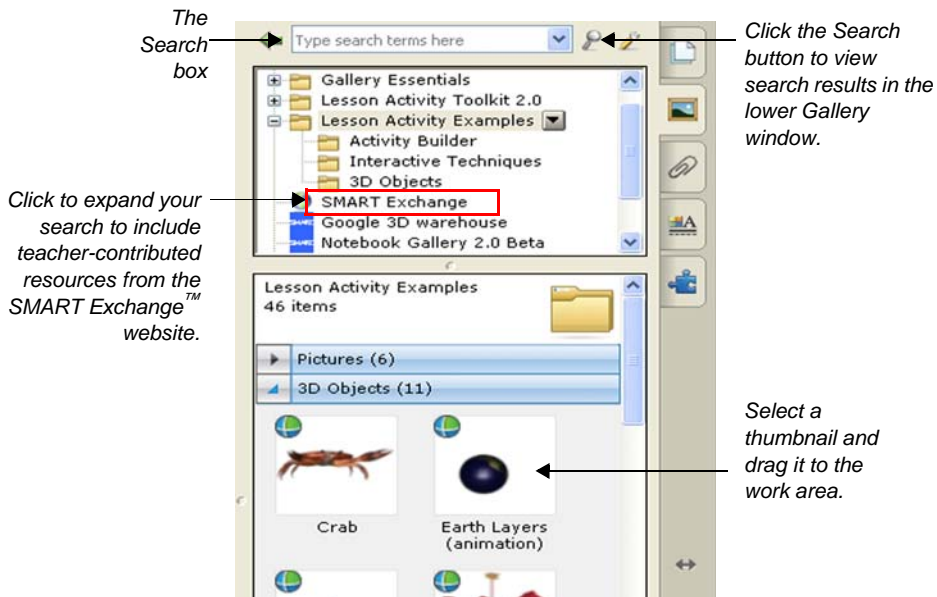 The
Search
box
Type search terms here
Click the Search
button to view
search results in the
lower Gallery
window.
Gallery Essentials
Lesson Activity Toolkit 2.0
Lesson Activity Examples
Activity Builder
Interactive Techniques
3D Objects
SMART Exchange
Google 3D warehouse
Notebook Gallery 2.0 Beta
Click to expand your
search to include
teacher-contributed
resources from the
SMART Exchange™
website.
Lesson Activity Examples
46 items
Pictures (6)
3D Objects (11)
Crab
Earth Layers
(animation)
Select a
thumbnail and
drag it to the
work area.